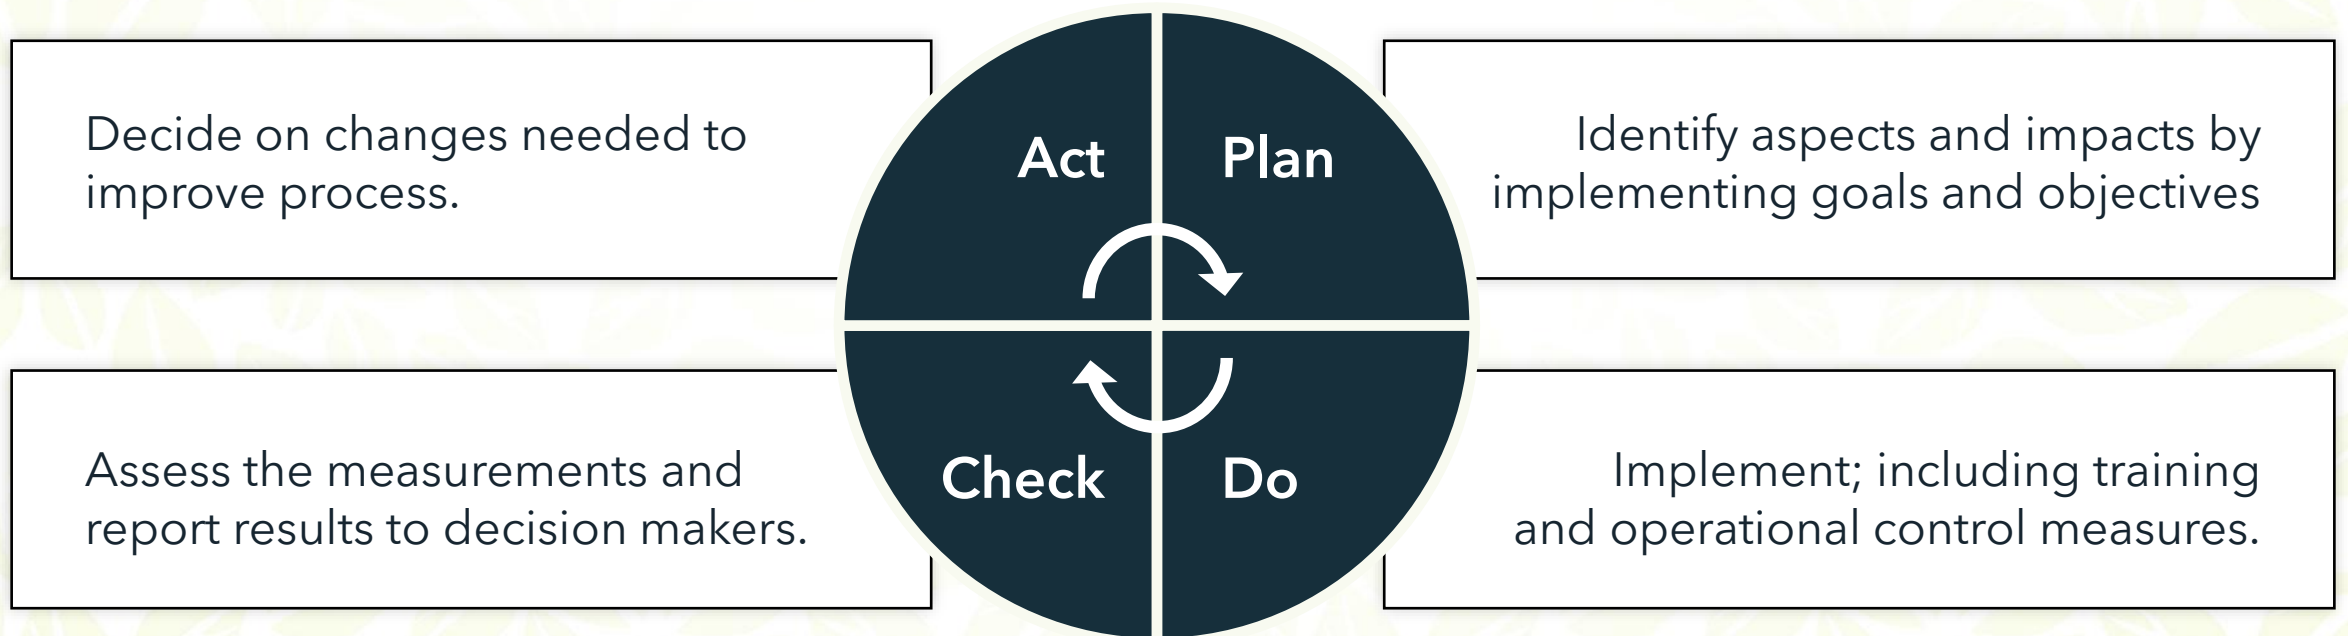 Decide on changes needed to
improve process.
Act
Plan
Identify aspects and impacts by
implementing goals and objectives
Assess the measurements and
report results to decision makers.
Check
Do
Implement; including training
and operational control measures.